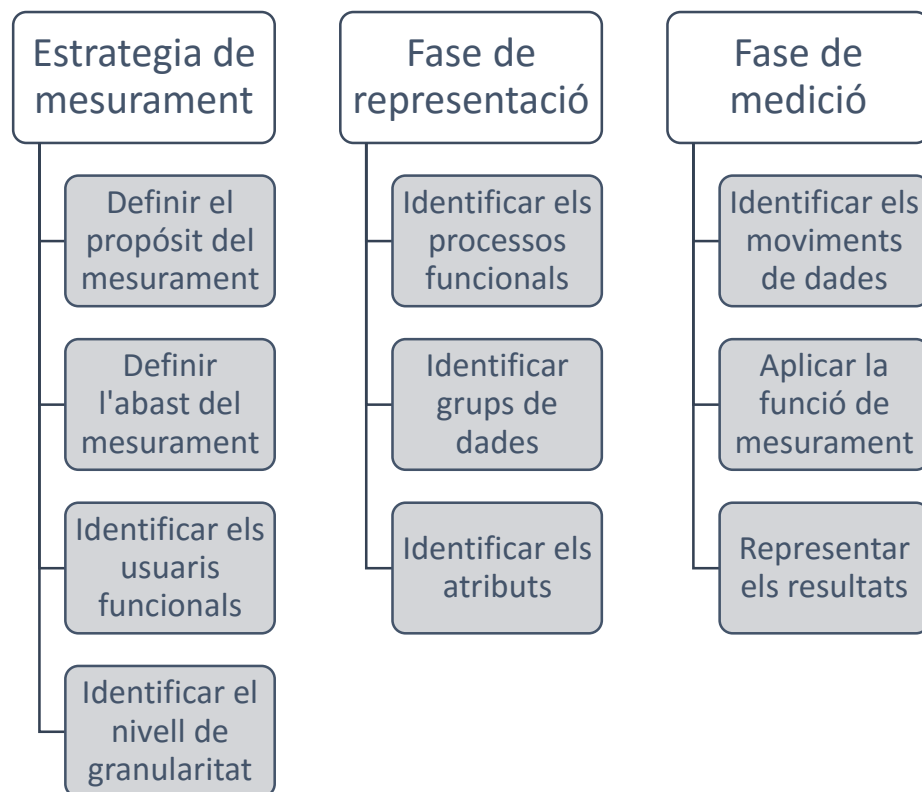 Estrategia de
mesurament
Definir el
propósit del
mesurament
Definir
l'abast del
mesurament
Identificar els
usuaris
funcionals
Identificar el
nivell de
granularitat
Fase de
representació
Identificar els
processos
funcionals
Identificar
grups de
dades
Identificar els
atributs
Fase de
medició
Identificar els
moviments
de dades
Aplicar la
funció de
mesurament
Representar
els resultats